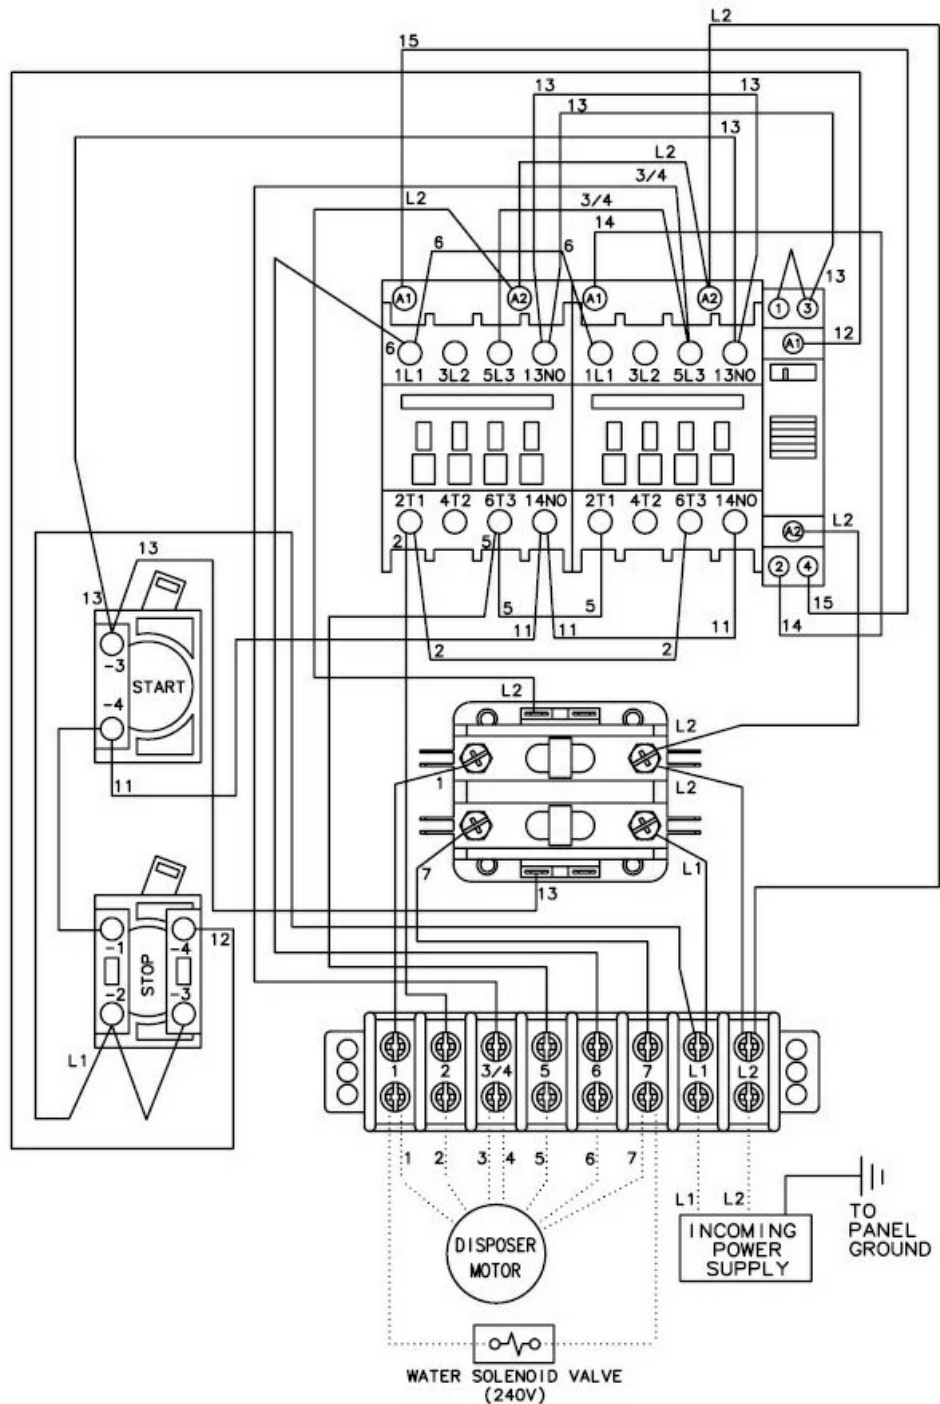 L2
15
13
13
13
13
L2
3/4
L2
3/4
14
6
6
13
A1
A2
A1
A2
1
3
6
12
A1
1L1
3L2
5L3
13NO
1L1
3L2
5L3
13NO
2T1
4T2
6T3
14NO
2T1
4T2
6T3
14NO
L2
A2
2
5
13
2
4
13
15
5
5
11
11
11
14
2
2
-3
START
L2
-4
L2
11
1
L2
7
L1
13
12
-1
-4
STOP
-2
-3
L1
1
2
3/4
5
6
7
L1
L2
1
2
3
4
5
6
7
L1
L2
TO
PANEL
GROUND
INCOMING
POWER
SUPPLY
DISPOSER
MOTOR
WATER SOLENOID VALVE
(240V)